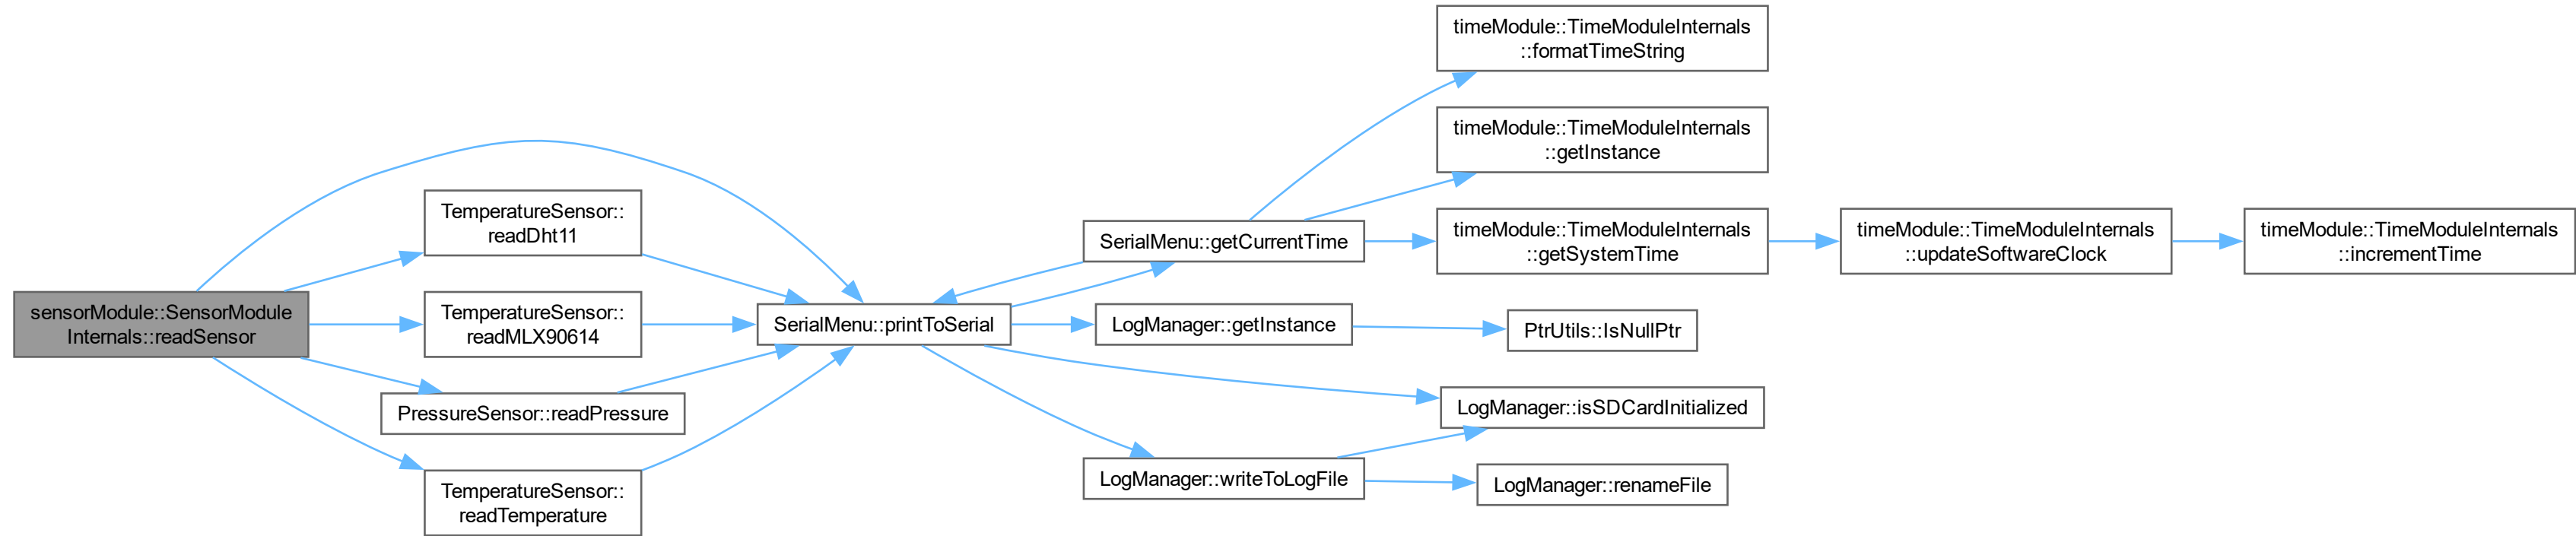 sensorModule::SensorModule
Internals::readSensor
TemperatureSensor::
readDht11
TemperatureSensor::
readMLX90614
PressureSensor::readPressure
TemperatureSensor::
readTemperature
SerialMenu::printToSerial
SerialMenu::getCurrentTime
LogManager::getInstance
LogManager::writeToLogFile
timeModule::TimeModuleInternals
::formatTimeString
timeModule::TimeModuleInternals
::getInstance
timeModule::TimeModuleInternals
::getSystemTime
PtrUtils::IsNullPtr
LogManager::isSDCardInitialized
LogManager::renameFile
timeModule::TimeModuleInternals
::updateSoftwareClock
timeModule::TimeModuleInternals
::incrementTime